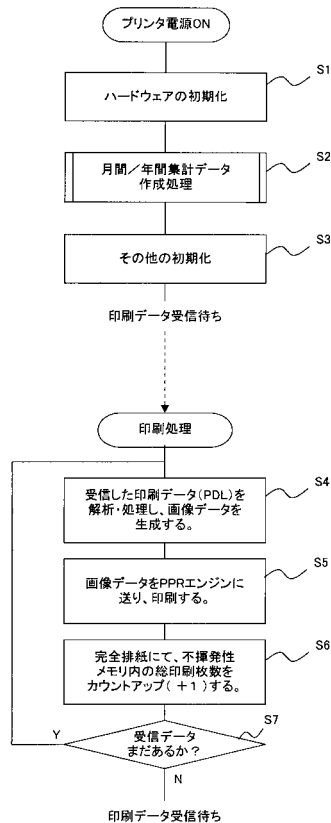 プリンタ電源ON
S1
ハードウェアの初期化
S2
月間／年間集計データ
作成処理
S3
その他の初期化
印刷データ受信待ち
印刷処理
S4
受信した印刷データ(PDL)を
解析・処理し、画像データを
生成する。
S5
画像データをPPRエンジンに
送り、印刷する。
S6
完全排紙にて、不揮発性
メモリ内の総印刷枚数を
カウントアップ(＋1)する。
S7
受信データ
まだあるか？
Y
N
印刷データ受信待ち